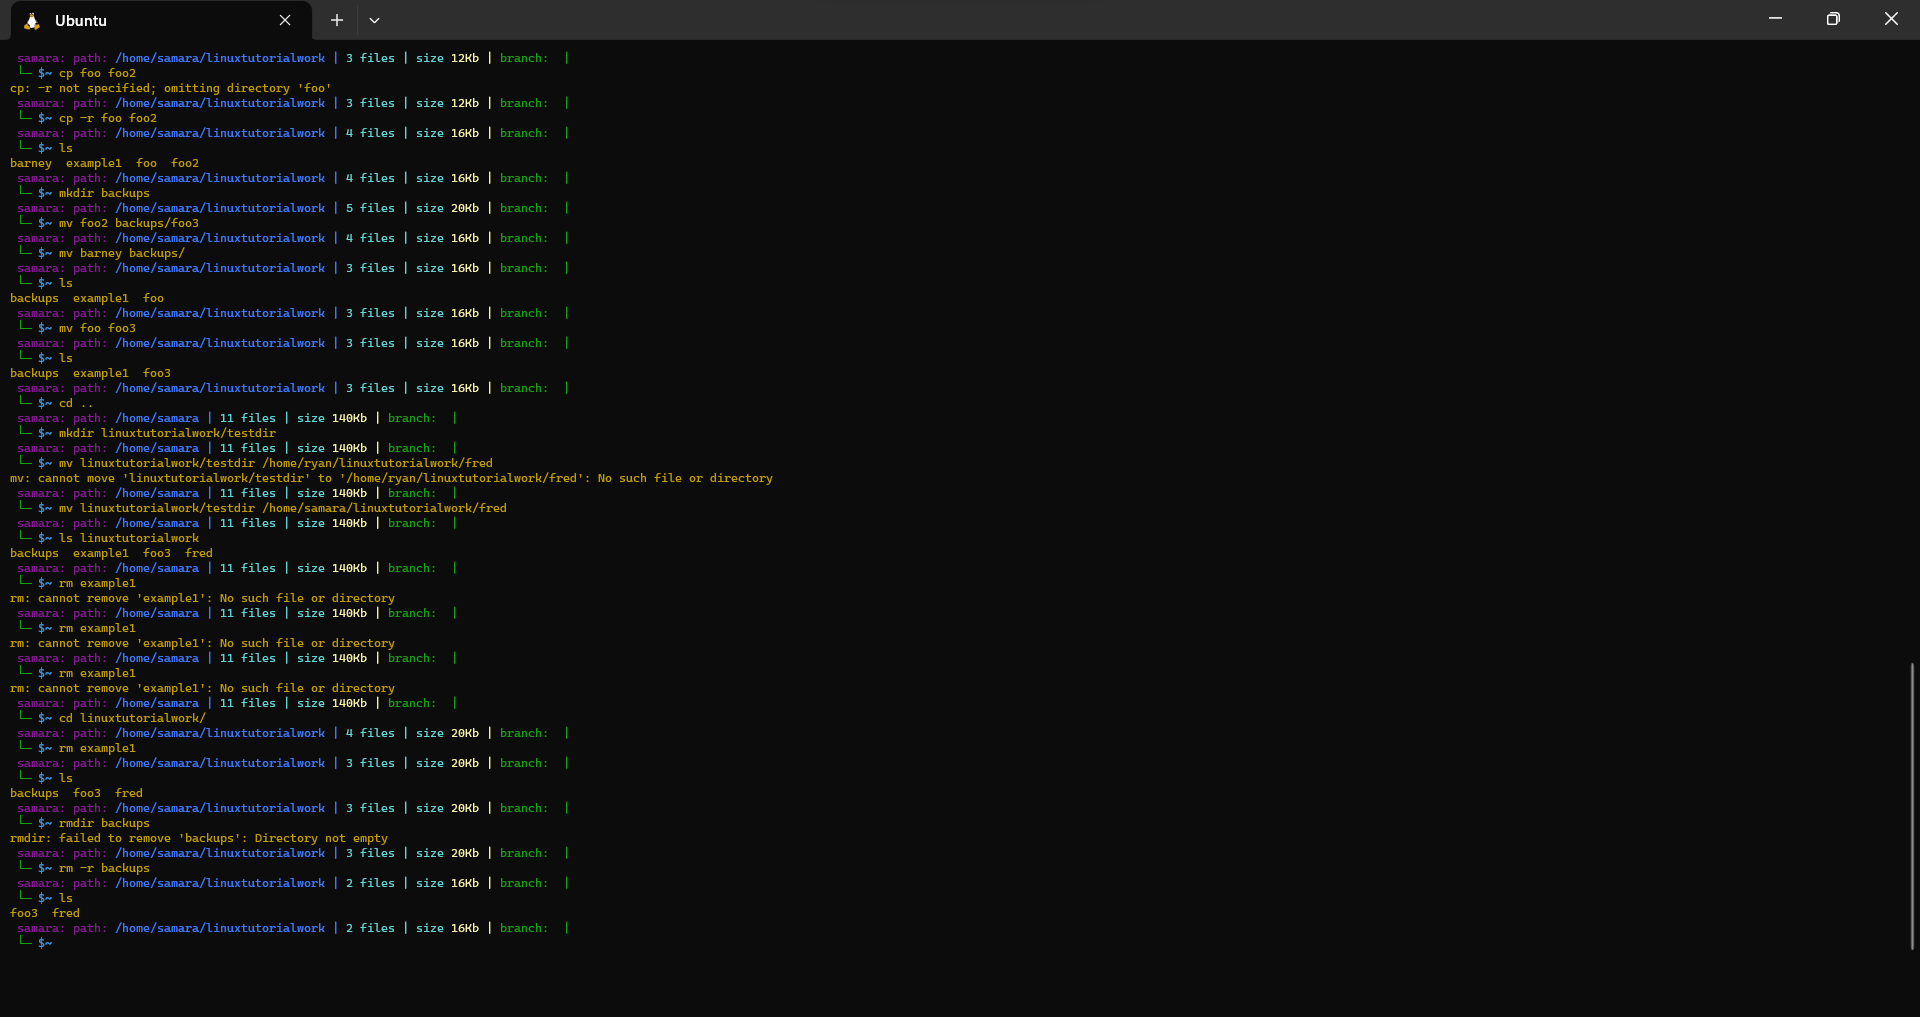 Ubuntu
samara: path: /home/samara/linuxtutorialwork | 3 files | size 12Kb | branch:  |
└─ $~ cp foo foo2
cp: -r not specified; omitting directory 'foo'
samara: path: /home/samara/linuxtutorialwork | 3 files | size 12Kb | branch:  |
└─ $~ cp -r foo foo2
samara: path: /home/samara/linuxtutorialwork | 4 files | size 16Kb | branch:  |
└─ $~ ls
barney  example1  foo  foo2
samara: path: /home/samara/linuxtutorialwork | 4 files | size 16Kb | branch:  |
└─ $~ mkdir backups
samara: path: /home/samara/linuxtutorialwork | 5 files | size 20Kb | branch:  |
└─ $~ mv foo2 backups/foo3
samara: path: /home/samara/linuxtutorialwork | 4 files | size 16Kb | branch:  |
└─ $~ mv barney backups/
samara: path: /home/samara/linuxtutorialwork | 3 files | size 16Kb | branch:  |
└─ $~ ls
backups  example1  foo
samara: path: /home/samara/linuxtutorialwork | 3 files | size 16Kb | branch:  |
└─ $~ mv foo foo3
samara: path: /home/samara/linuxtutorialwork | 3 files | size 16Kb | branch:  |
└─ $~ ls
backups  example1  foo3
samara: path: /home/samara/linuxtutorialwork | 3 files | size 16Kb | branch:  |
└─ $~ cd ..
samara: path: /home/samara | 11 files | size 140Kb | branch:  |
└─ $~ mkdir linuxtutorialwork/testdir
samara: path: /home/samara | 11 files | size 140Kb | branch:  |
└─ $~ mv linuxtutorialwork/testdir /home/ryan/linuxtutorialwork/fred
mv: cannot move 'linuxtutorialwork/testdir' to '/home/ryan/linuxtutorialwork/fred': No such file or directory
samara: path: /home/samara | 11 files | size 140Kb | branch:  |
└─ $~ mv linuxtutorialwork/testdir /home/samara/linuxtutorialwork/fred
samara: path: /home/samara | 11 files | size 140Kb | branch:  |
└─ $~ ls linuxtutorialwork
backups  example1  foo3  fred
samara: path: /home/samara | 11 files | size 140Kb | branch:  |
└─ $~ rm example1
rm: cannot remove 'example1': No such file or directory
samara: path: /home/samara | 11 files | size 140Kb | branch:  |
└─ $~ rm example1
rm: cannot remove 'example1': No such file or directory
samara: path: /home/samara | 11 files | size 140Kb | branch:  |
└─ $~ rm example1
rm: cannot remove 'example1': No such file or directory
samara: path: /home/samara | 11 files | size 140Kb | branch:  |
└─ $~ cd linuxtutorialwork/
samara: path: /home/samara/linuxtutorialwork | 4 files | size 20Kb | branch:  |
└─ $~ rm example1
samara: path: /home/samara/linuxtutorialwork | 3 files | size 20Kb | branch:  |
└─ $~ ls
backups  foo3  fred
samara: path: /home/samara/linuxtutorialwork | 3 files | size 20Kb | branch:  |
└─ $~ rmdir backups
rmdir: failed to remove 'backups': Directory not empty
samara: path: /home/samara/linuxtutorialwork | 3 files | size 20Kb | branch:  |
└─ $~ rm -r backups
samara: path: /home/samara/linuxtutorialwork | 2 files | size 16Kb | branch:  |
└─ $~ ls
foo3  fred
samara: path: /home/samara/linuxtutorialwork | 2 files | size 16Kb | branch:  |
└─ $~